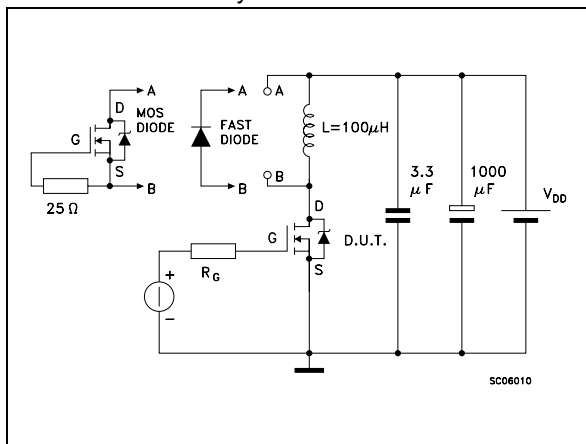 A
D
MOS
DIODE
G
S
B
25 Ω
A
FAST
DIODE
B
A
L=100μH
B
D
G
S
D.U.T.
RG
+
−
3.3
μF
1000
μF
VDD
SC06010